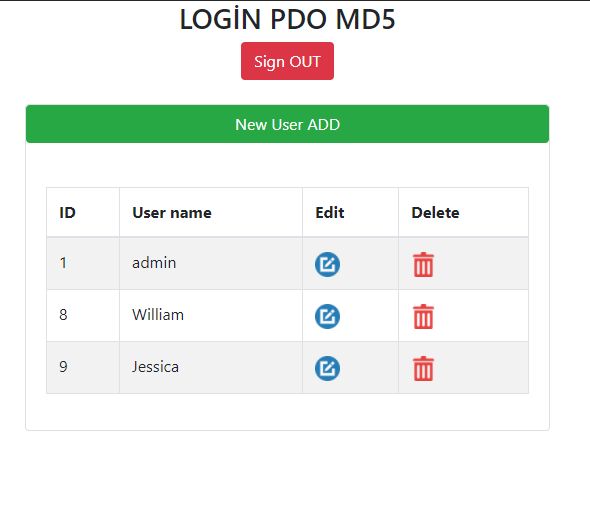 LOGİN PDO MD5
Sign OUT
New User ADD
ID User name Edit Delete
1 admin
8 William
9 Jessica